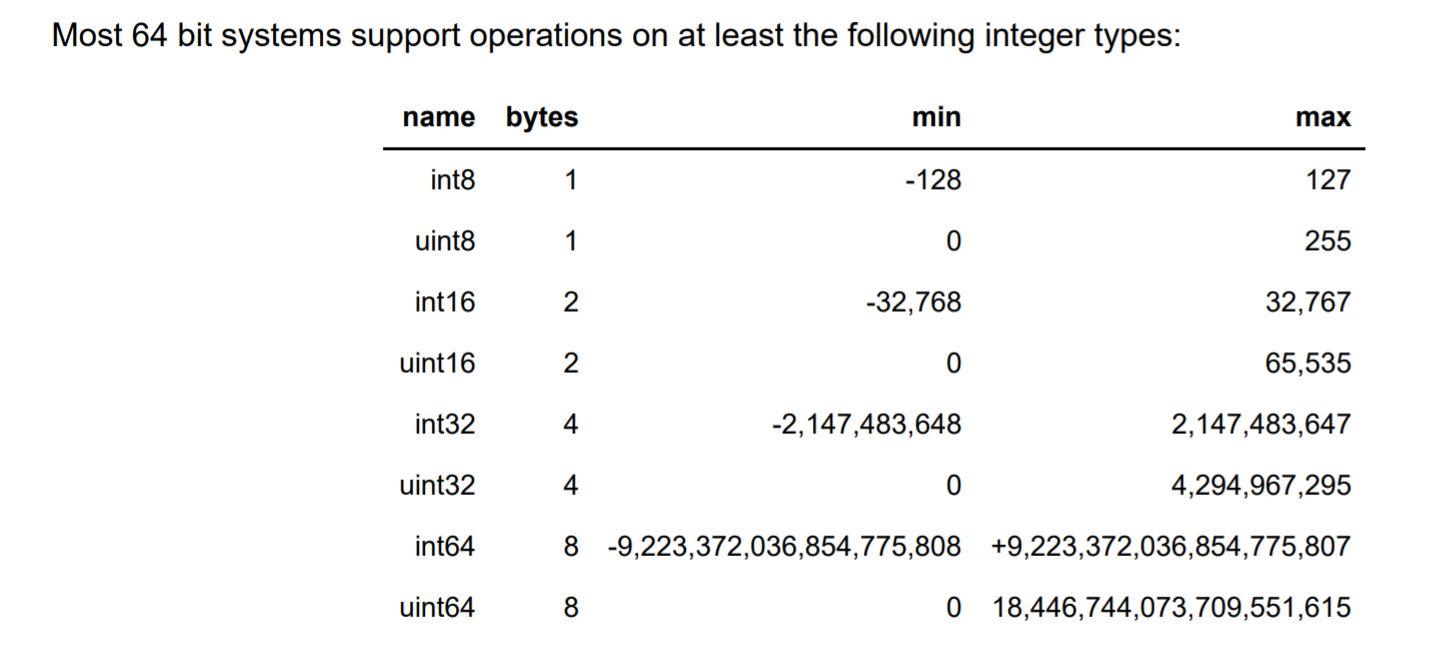 Most 64 bit systems support operations on at least the following integer types:
name bytes min max
int8 1 -128 127
uint8 1 0 255
int16 2 -32,768 32,767
uint16 2 0 65,535
int32 4 -2,147,483,648 2,147,483,647
uint32 4 0 4,294,967,295
int64 8 -9,223,372,036,854,775,808 +9,223,372,036,854,775,807
uint64 8 0 18,446,744,073,709,551,615